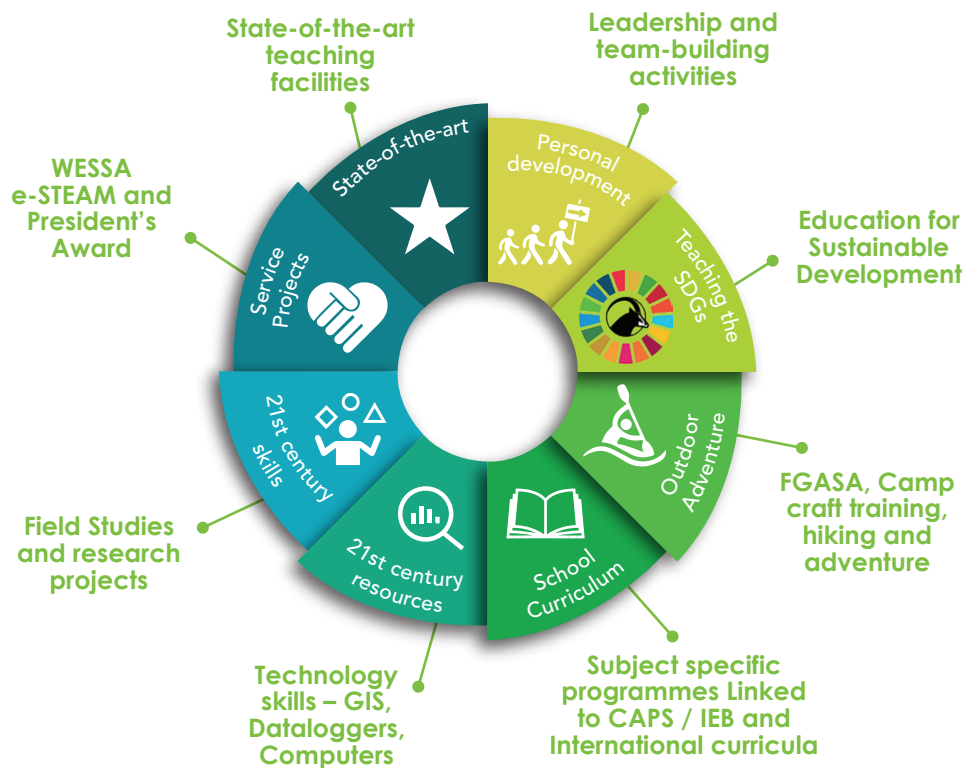 State-of-the-art
teaching
facilities
Leadership and
team-building
activities
State-of-the-art
Personal
development
WESSA
e-STEAM and
President’s
Award
Service
Projects
Teaching the
SDGs
Education for
Sustainable
Development
21st century
skills
Outdoor
Adventure
Field Studies
and research
projects
FGASA, Camp
craft training,
hiking and
adventure
21st century
resources
School
Curriculum
Technology
skills – GIS,
Dataloggers,
Computers
Subject specific
programmes Linked
to CAPS / IEB and
International curricula